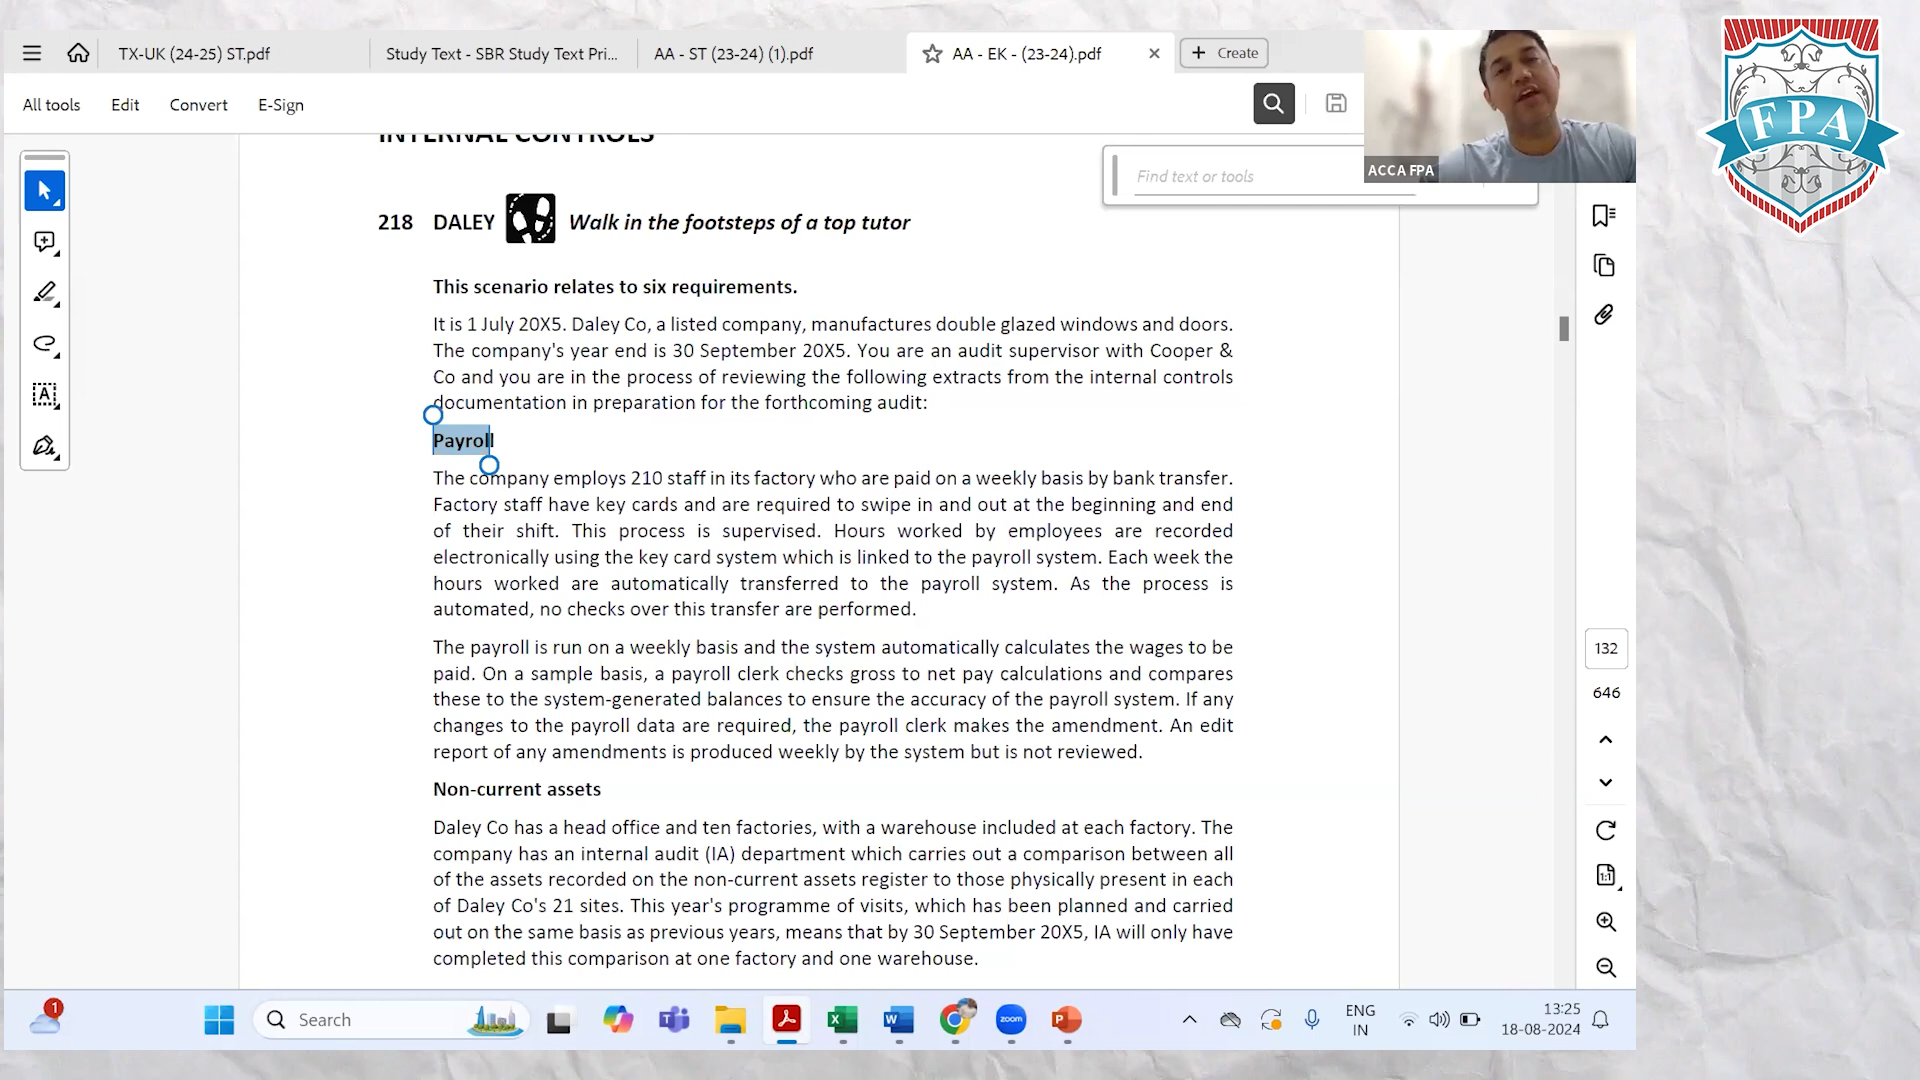 TX-UK (24-25) ST.pdf
Study Text - SBR Study Text Pri...
AA - ST (23-24) (1).pdf
AA - EK - (23-24).pdf
Create
All tools
Edit
Convert
E-Sign
Find text or tools
ACCA FPA
FPA
INTERNAL CONTROLS
218 DALEY Walk in the footsteps of a top tutor
This scenario relates to six requirements.
It is 1 July 20X5. Daley Co, a listed company, manufactures double glazed windows and doors.
The company's year end is 30 September 20X5. You are an audit supervisor with Cooper &
Co and you are in the process of reviewing the following extracts from the internal controls
documentation in preparation for the forthcoming audit:
Payroll
The company employs 210 staff in its factory who are paid on a weekly basis by bank transfer.
Factory staff have key cards and are required to swipe in and out at the beginning and end
of their shift. This process is supervised. Hours worked by employees are recorded
electronically using the key card system which is linked to the payroll system. Each week the
hours worked are automatically transferred to the payroll system. As the process is
automated, no checks over this transfer are performed.
The payroll is run on a weekly basis and the system automatically calculates the wages to be
paid. On a sample basis, a payroll clerk checks gross to net pay calculations and compares
these to the system-generated balances to ensure the accuracy of the payroll system. If any
changes to the payroll data are required, the payroll clerk makes the amendment. An edit
report of any amendments is produced weekly by the system but is not reviewed.
Non-current assets
Daley Co has a head office and ten factories, with a warehouse included at each factory. The
company has an internal audit (IA) department which carries out a comparison between all
of the assets recorded on the non-current assets register to those physically present in each
of Daley Co's 21 sites. This year's programme of visits, which has been planned and carried
out on the same basis as previous years, means that by 30 September 20X5, IA will only have
completed this comparison at one factory and one warehouse.
132
646
1:1
1
Search
zoom
ENG
IN
13:25
18-08-2024